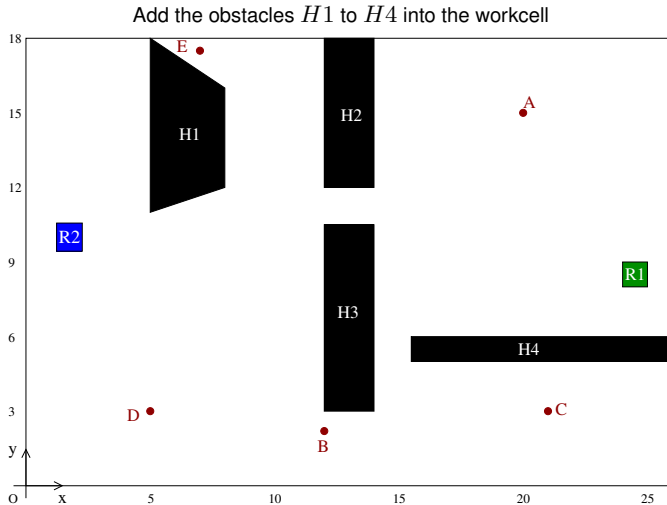 Add the obstacles H1 to H4 into the workcell
18
E
A
15
H1
H2
12
R2
9
R1
H3
6
H4
3
D
C
B
y
O
x
5
10
15
20
25